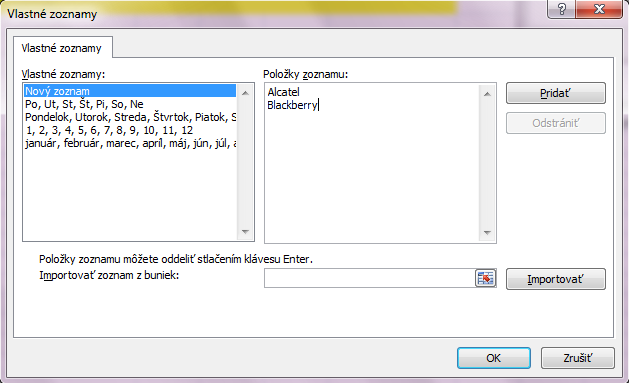 Vlastné zoznamy
Vlastné zoznamy
Vlastné zoznamy:
Nový zoznam
Po, Ut, St, Št, Pi, So, Ne
Pondelok, Utorok, Streda, Štvrtok, Piatok, S
1, 2, 3, 4, 5, 6, 7, 8, 9, 10, 11, 12
január, február, marec, apríl, máj, jún, júl, a
Položky zoznamu:
Alcatel
Blackberry
Pridať
Odstrániť
Položky zoznamu môžete oddeliť stlačením klávesu Enter.
Importovať zoznam z buniek:
Importovať
OK
Zrušiť